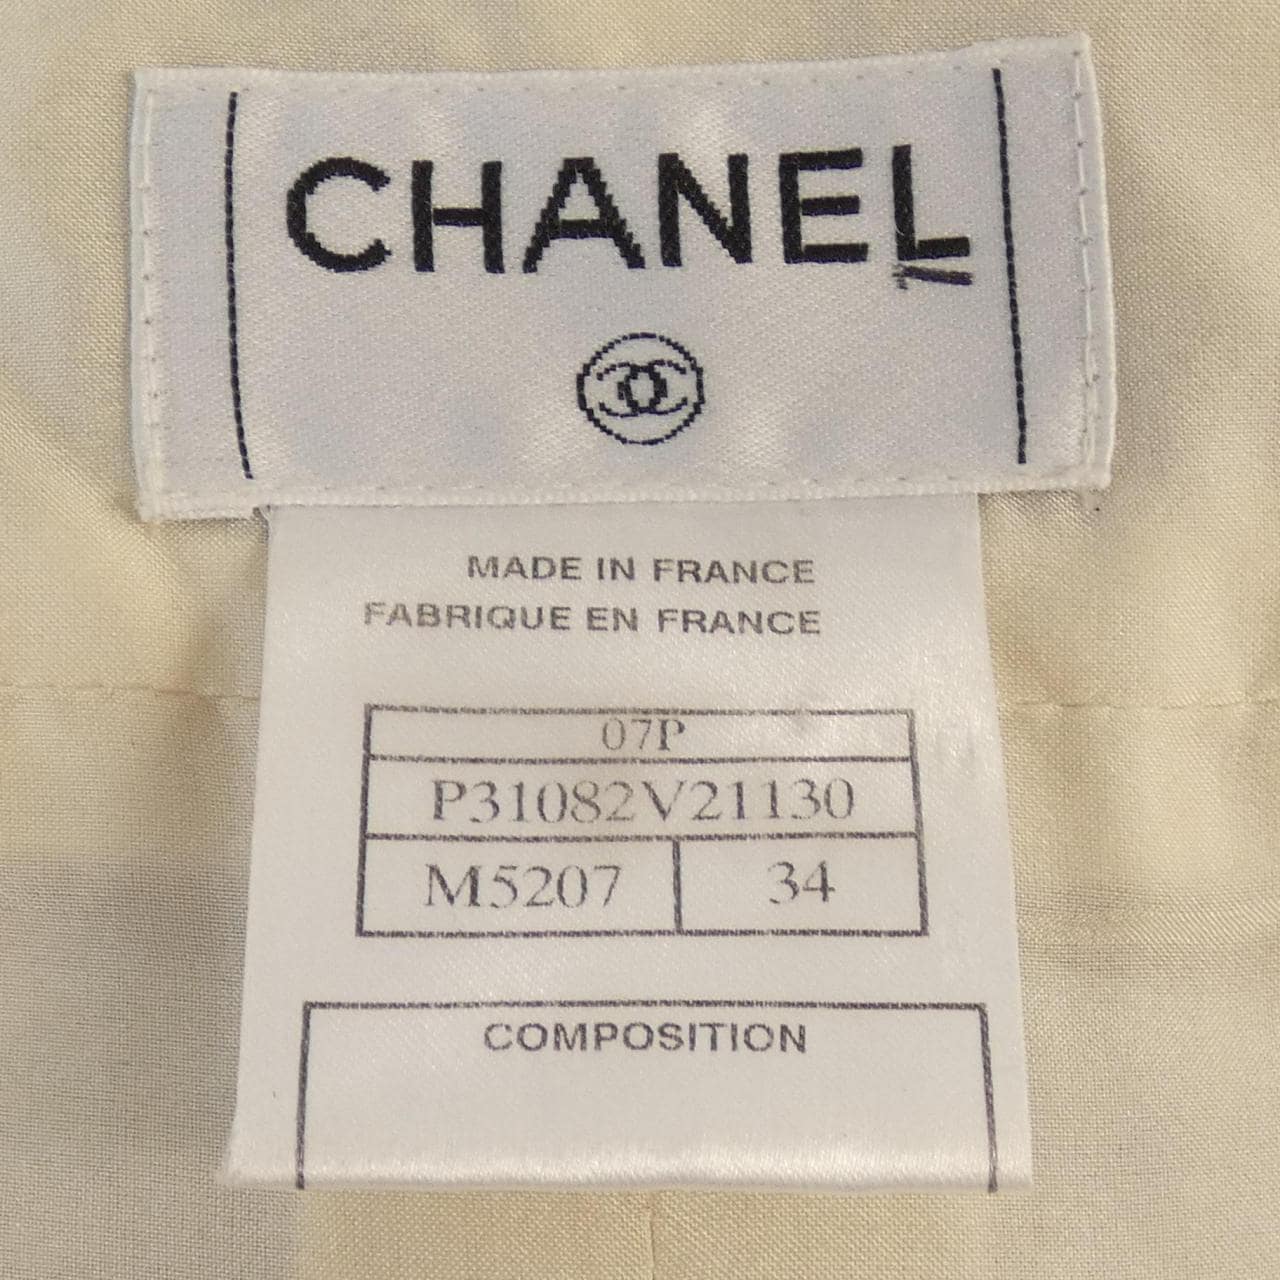 CHANEL
MADE IN FRANCE
FABRIQUE EN FRANCE
07P
P31082V21130
M5207 34
COMPOSITION